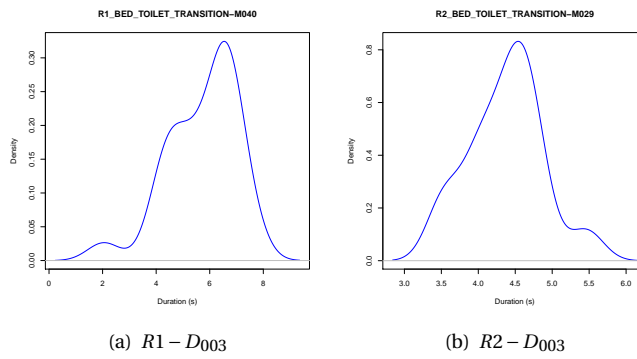 R1_BED_TOILET_TRANSITION−M040
Density
0.00 0.05 0.10 0.15 0.20 0.25 0.30
0 2 4 6 8
Duration (s)
(a) R1 − D003
R2_BED_TOILET_TRANSITION−M029
Density
0.0 0.2 0.4 0.6 0.8
3.0 3.5 4.0 4.5 5.0 5.5 6.0
Duration (s)
(b) R2 − D003